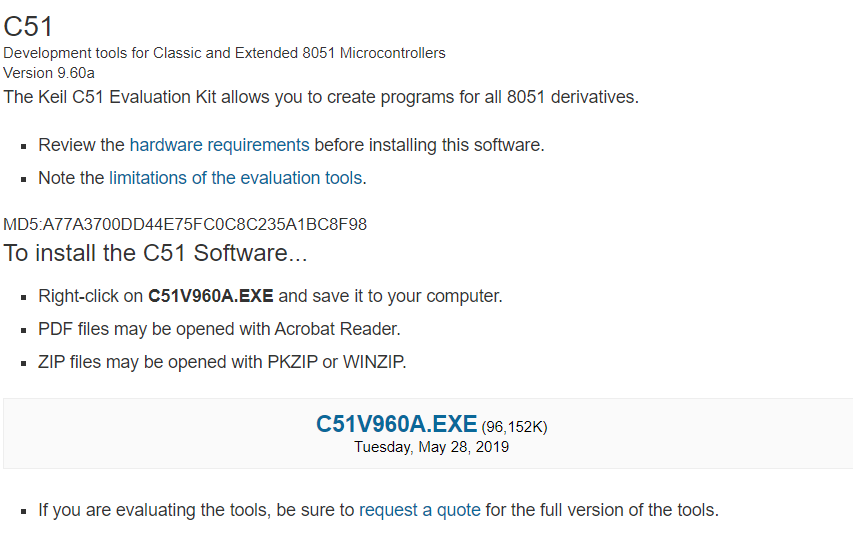 C51
Development tools for Classic and Extended 8051 Microcontrollers
Version 9.60a
The Keil C51 Evaluation Kit allows you to create programs for all 8051 derivatives.
Review the hardware requirements before installing this software.
Note the limitations of the evaluation tools.
MD5:A77A3700DD44E75FC0C8C235A1BC8F98
To install the C51 Software...
Right-click on C51V960A.EXE and save it to your computer.
PDF files may be opened with Acrobat Reader.
ZIP files may be opened with PKZIP or WINZIP.
C51V960A.EXE (96,152K)
Tuesday, May 28, 2019
If you are evaluating the tools, be sure to request a quote for the full version of the tools.